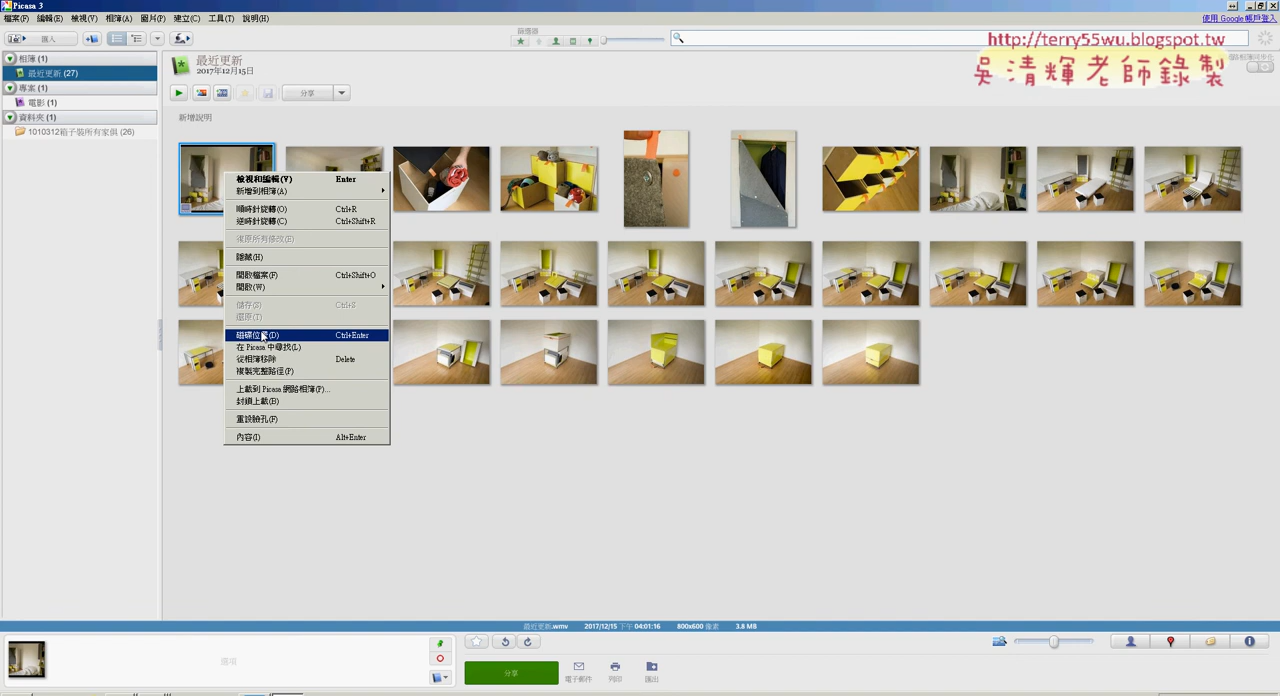 Picasa 3
檔案(F) 編輯(E) 檢視(V) 相簿(A) 圖片(P) 建立(C) 工具(T) 說明(H)
使用 Google 帳戶登入
匯入
篩選器
http://terry55wu.blogspot.tw
吳清輝老師錄製
相簿 (1)
最近更新 (27)
專案 (1)
電影 (1)
資料夾 (1)
1010312箱子裝所有家俱 (26)
最近更新
2017年12月15日
分享
新增說明
檢視和編輯(V) Enter
新增到相簿(A)
順時針旋轉(O) Ctrl+R
逆時針旋轉(C) Ctrl+Shift+R
復原所有修改(E)
隱藏(H)
開啟檔案(F) Ctrl+Shift+O
開啟(W)
儲存(S) Ctrl+S
還原(T)
磁碟位置(D) Ctrl+Enter
在 Picasa 中尋找(L)
從相簿移除 Delete
複製完整路徑(P)
上載到 Picasa 網路相簿(P)...
封鎖上載(B)
重設臉孔(F)
內容(I) Alt+Enter
最近更新.wmv 2017/12/15 下午 04:01:16 800x600 像素 3.8 MB
選項
分享
電子郵件
列印
匯出